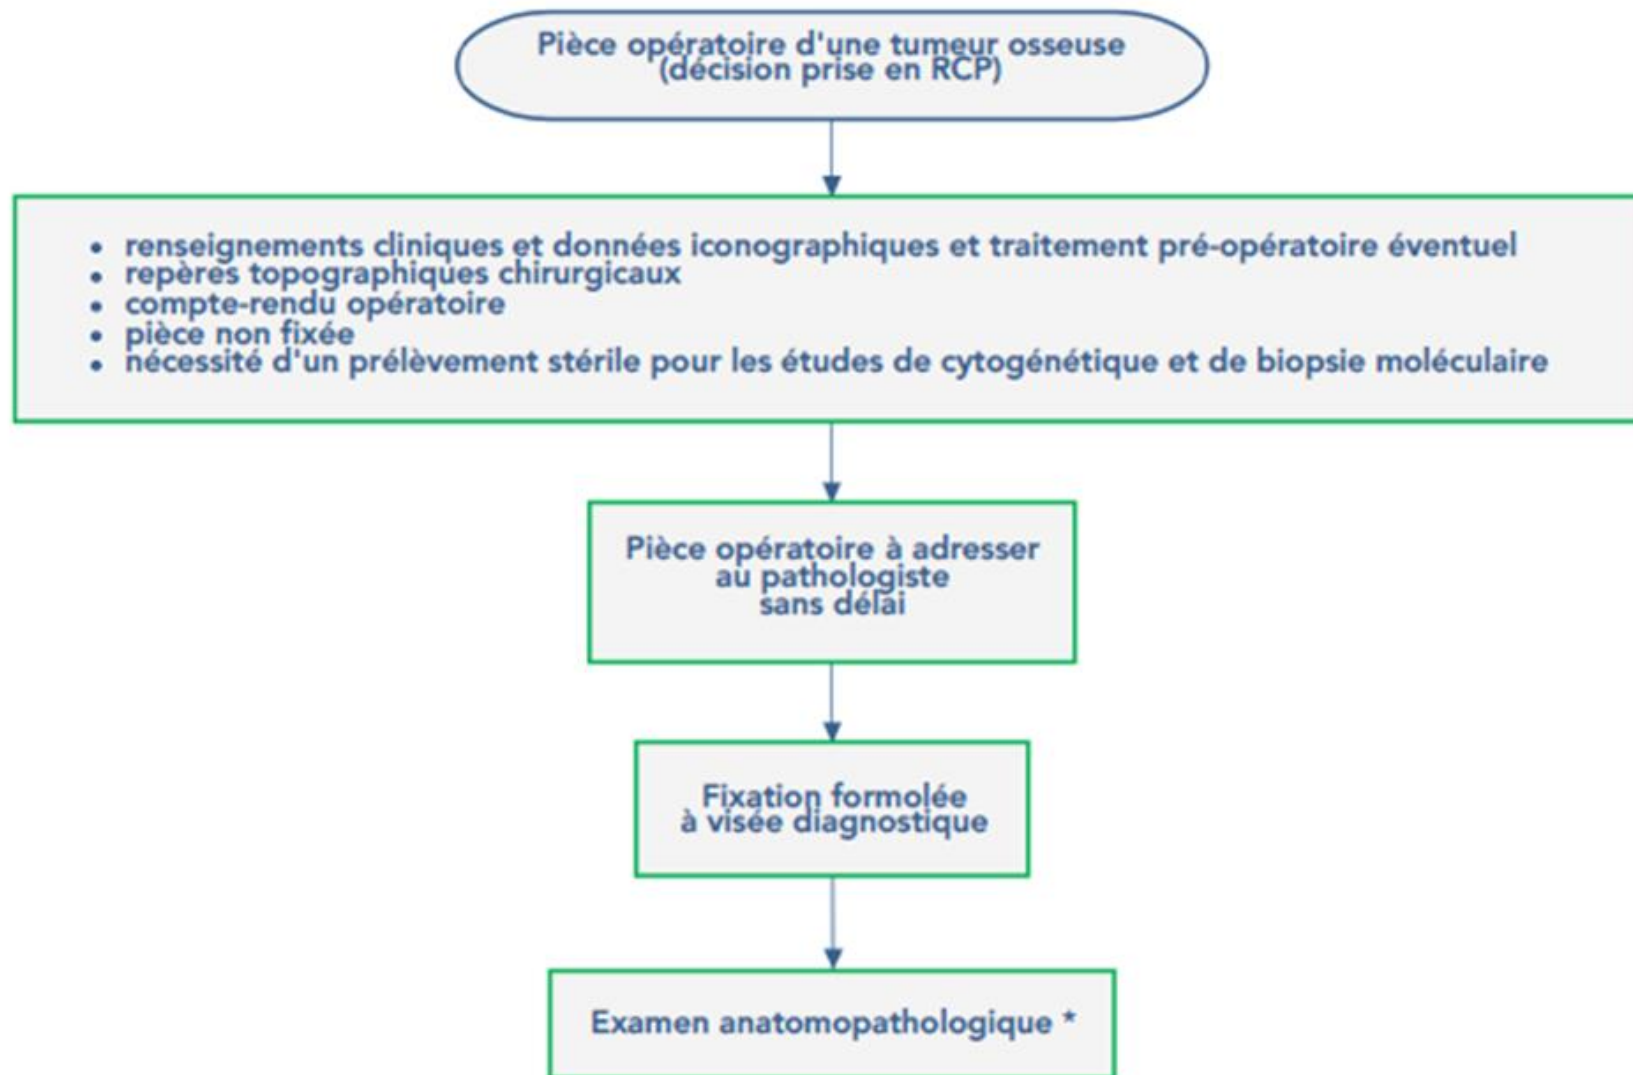 Pièce opératoire d'une tumeur osseuse
(décision prise en RCP)
• renseignements cliniques et données iconographiques et traitement pré-opératoire éventuel
• repères topographiques chirurgicaux
• compte-rendu opératoire
• pièce non fixée
• nécessité d'un prélèvement stérile pour les études de cytogénétique et de biopsie moléculaire
Pièce opératoire à adresser
au pathologiste
sans délai
Fixation formolée
à visée diagnostique
Examen anatomopathologique *